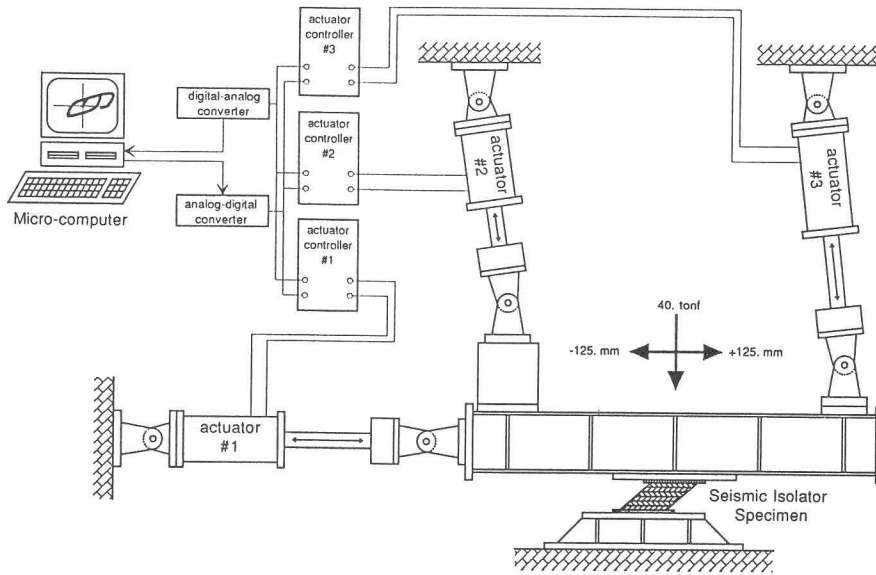 actuator
controller
#3
digital-analog
converter
actuator
controller
#2
Micro-computer
analog-digital
converter
actuator
controller
#1
actuator
#2
actuator
#3
40. tonf
-125. mm
+125. mm
actuator
#1
Seismic Isolator
Specimen